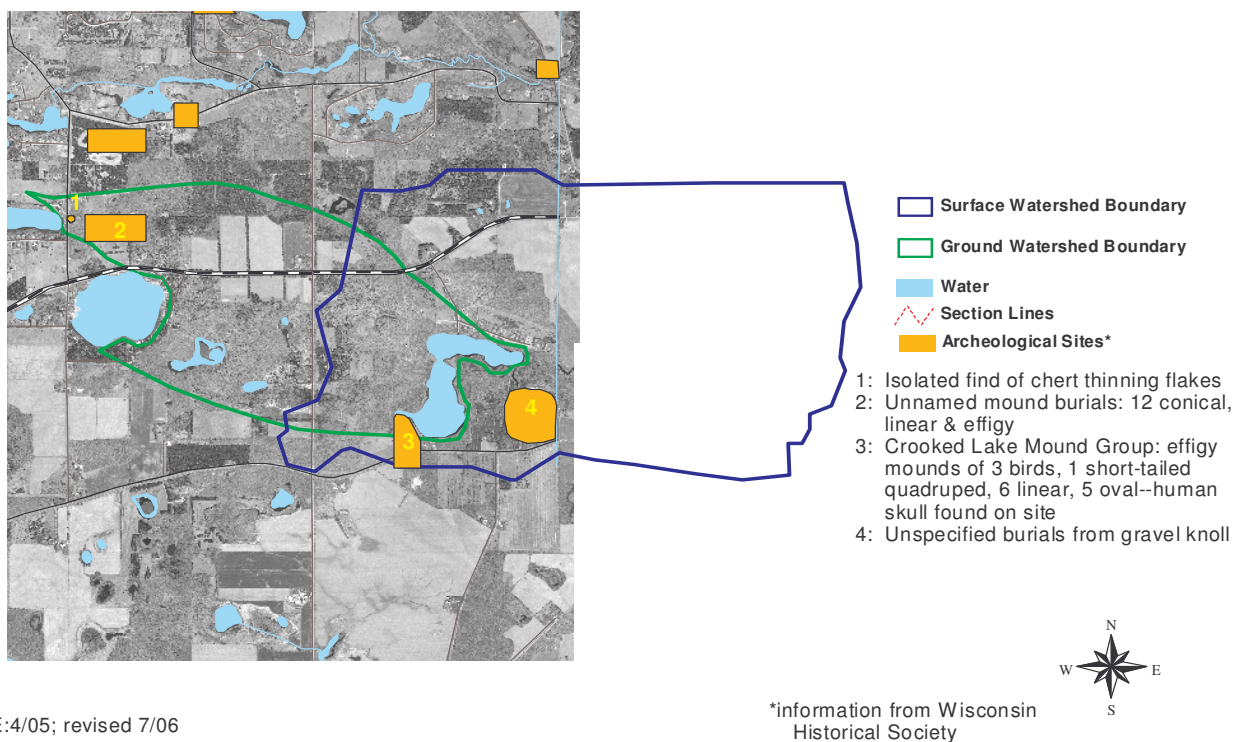 1
2
3
4
Surface Watershed Boundary
Ground Watershed Boundary
Water
Section Lines
Archeological Sites*
1: Isolated find of chert thinning flakes
2: Unnamed mound burials: 12 conical,
linear & effigy
3: Crooked Lake Mound Group: effigy
mounds of 3 birds, 1 short-tailed
quadruped, 6 linear, 5 oval--human
skull found on site
4: Unspecified burials from gravel knoll
N
W E
S
*information from Wisconsin
Historical Society
E:4/05; revised 7/06